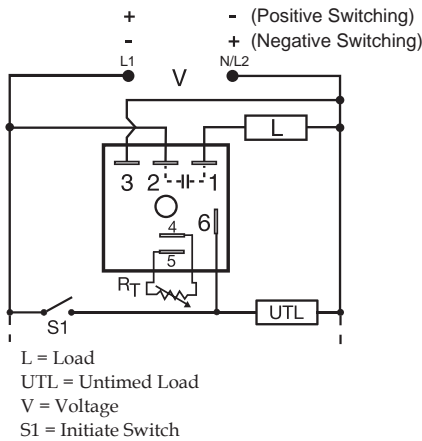 + - (Positive Switching)
- + (Negative Switching)
L1 V N/L2
L
3 2 1
6
4
5
RT
S1 UTL
L = Load
UTL = Untimed Load
V = Voltage
S1 = Initiate Switch